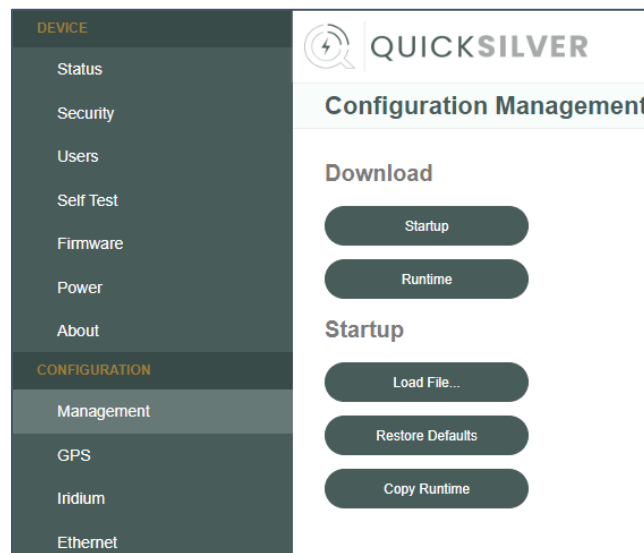 DEVICE
Status
Security
Users
Self Test
Firmware
Power
About
CONFIGURATION
Management
GPS
Iridium
Ethernet
QUICKSILVER
Configuration Management
Download
Startup
Runtime
Startup
Load File...
Restore Defaults
Copy Runtime